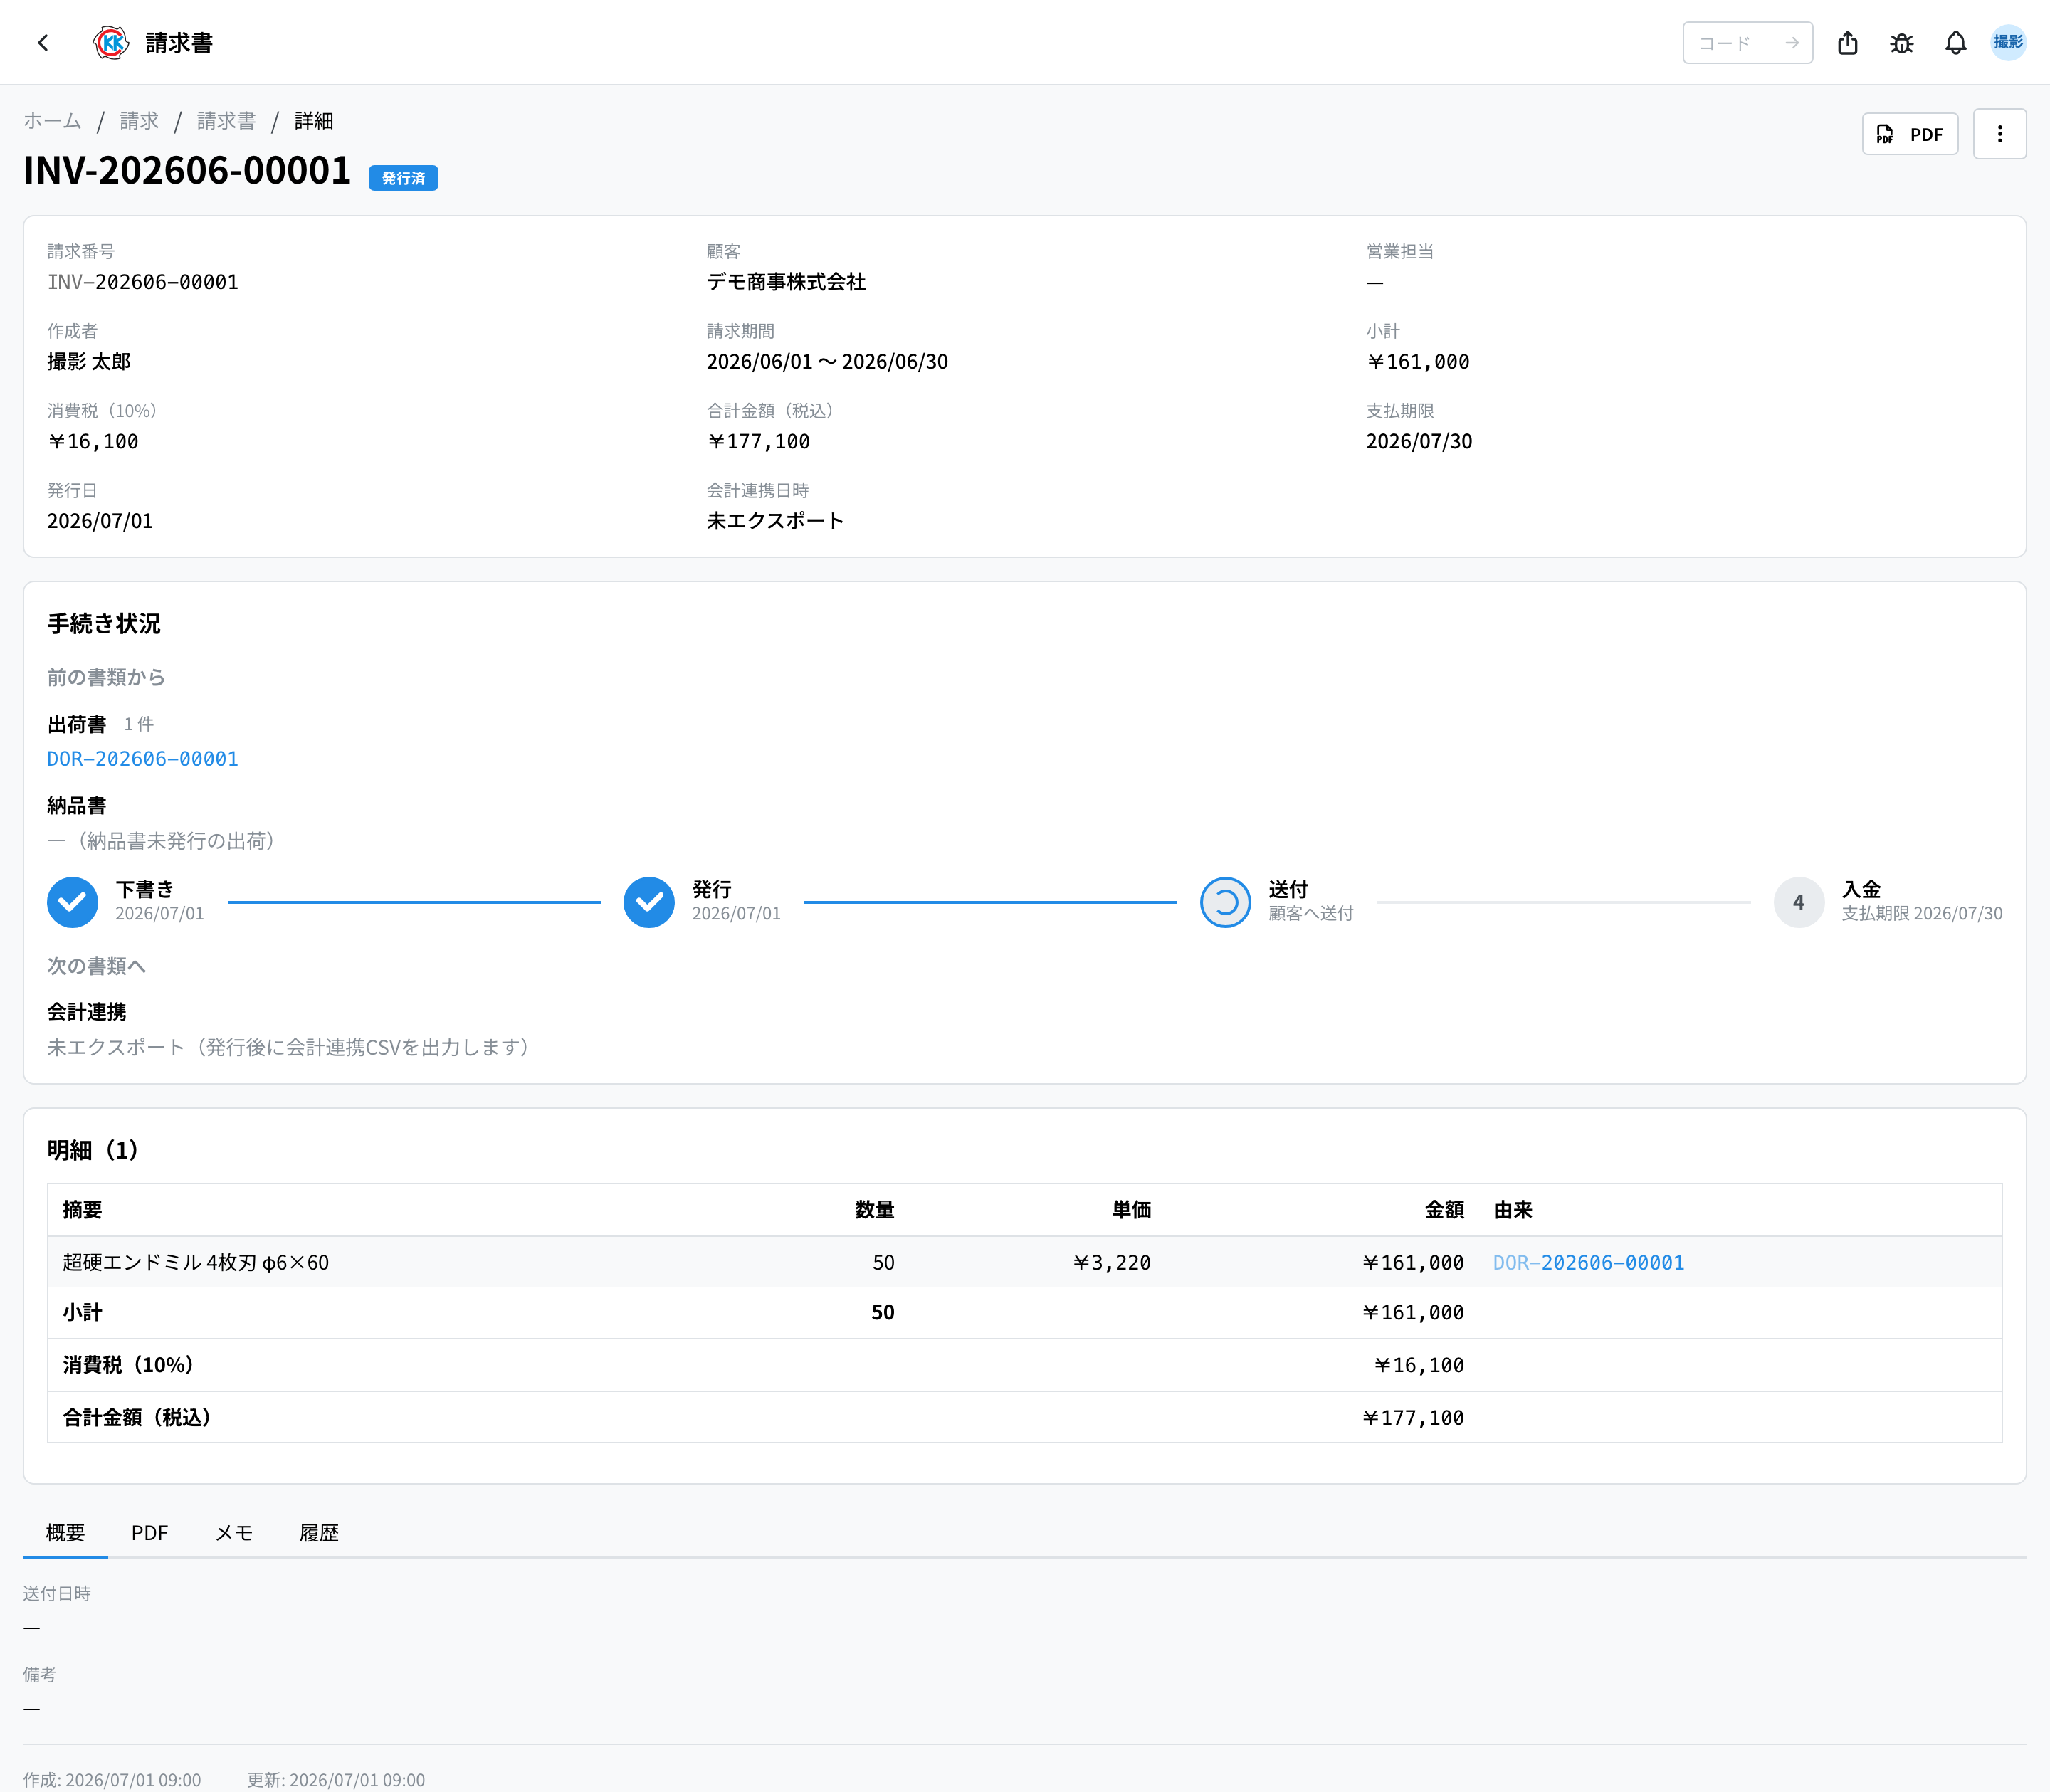 請求書
コード
撮影
ホーム / 請求 / 請求書 / 詳細
PDF
INV-202606-00001 発行済
請求番号 顧客 営業担当
INV-202606-00001 デモ商事株式会社 —
作成者 請求期間 小計
撮影 太郎 2026/06/01 〜 2026/06/30 ¥161,000
消費税（10%） 合計金額（税込） 支払期限
¥16,100 ¥177,100 2026/07/30
発行日 会計連携日時
2026/07/01 未エクスポート
手続き状況
前の書類から
出荷書 1 件
DOR-202606-00001
納品書
—（納品書未発行の出荷）
下書き 発行 送付 4 入金
2026/07/01 2026/07/01 顧客へ送付 支払期限 2026/07/30
次の書類へ
会計連携
未エクスポート（発行後に会計連携CSVを出力します）
明細（1）
摘要 数量 単価 金額 由来
超硬エンドミル 4枚刃 φ6×60 50 ¥3,220 ¥161,000 DOR-202606-00001
小計 50 ¥161,000
消費税（10%） ¥16,100
合計金額（税込） ¥177,100
概要 PDF メモ 履歴
送付日時
—
備考
—
作成: 2026/07/01 09:00 更新: 2026/07/01 09:00